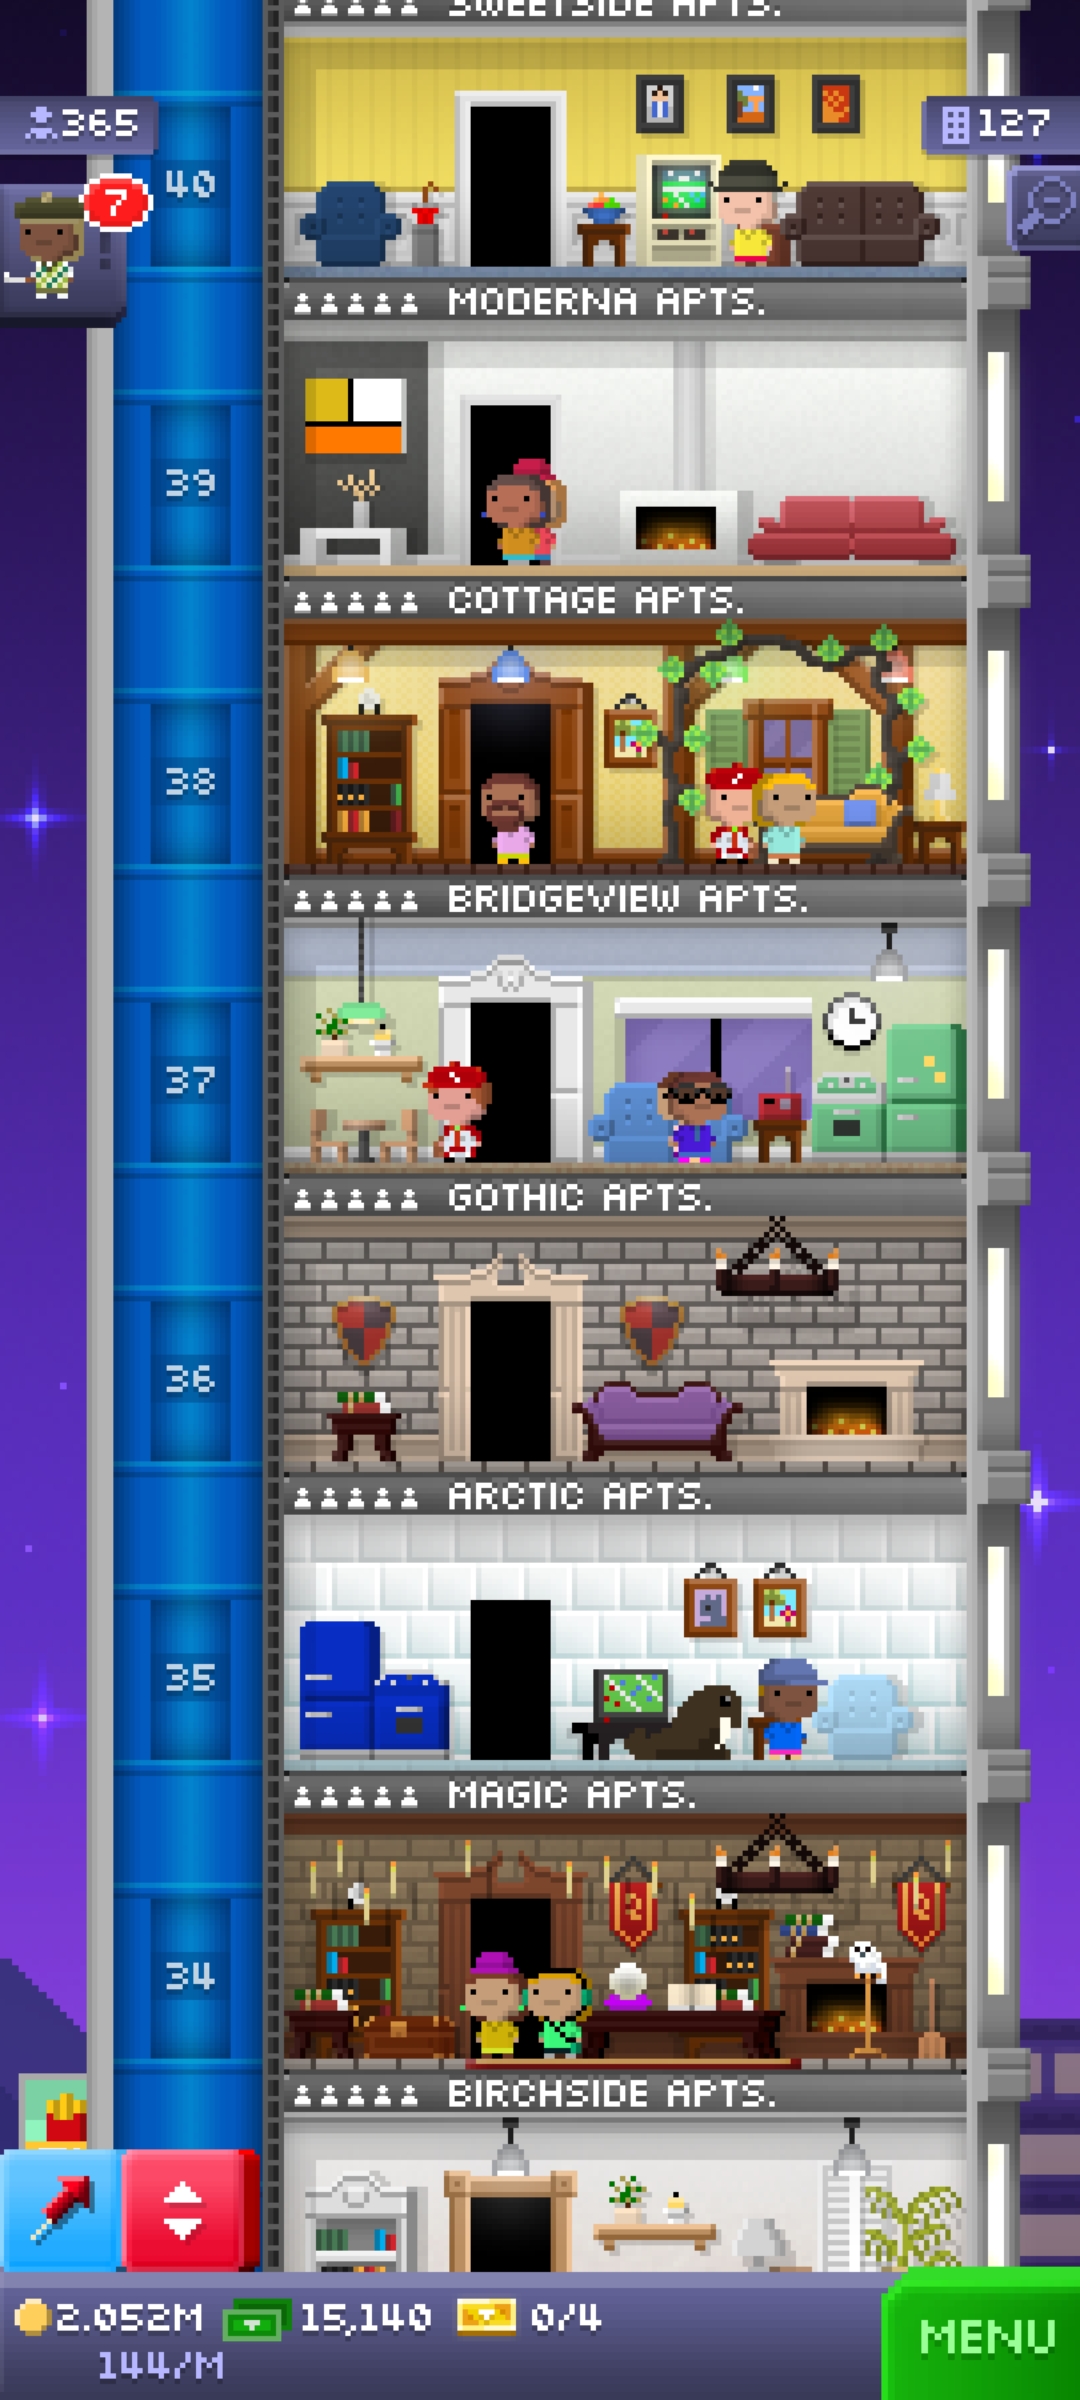 SWEETSIDE APTS.
365
127
7
40
MODERNA APTS.
39
COTTAGE APTS.
38
BRIDGEVIEW APTS.
37
GOTHIC APTS.
36
ARCTIC APTS.
35
MAGIC APTS.
34
BIRCHSIDE APTS.
2.052M 15,140 0/4
144/M
MENU